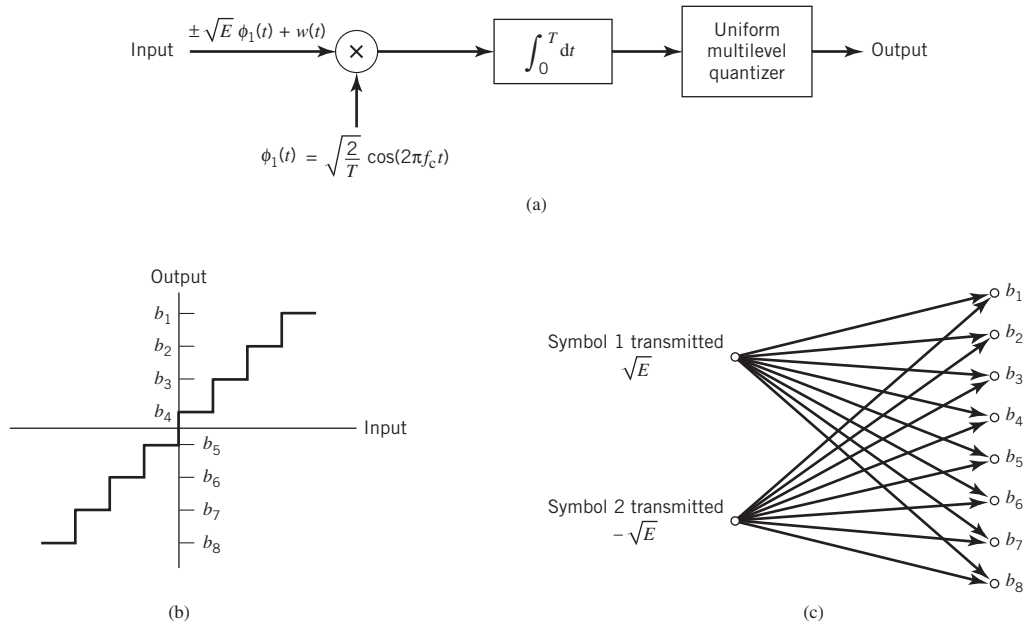 Input
± √E ϕ₁(t) + w(t)
×
∫₀ᵀ dt
Uniform
multilevel
quantizer
Output
ϕ₁(t) = √(2/T) cos(2πf_c t)
(a)
Output
b₁
b₂
b₃
b₄
Input
b₅
b₆
b₇
b₈
(b)
Symbol 1 transmitted
√E
Symbol 2 transmitted
– √E
b₁
b₂
b₃
b₄
b₅
b₆
b₇
b₈
(c)